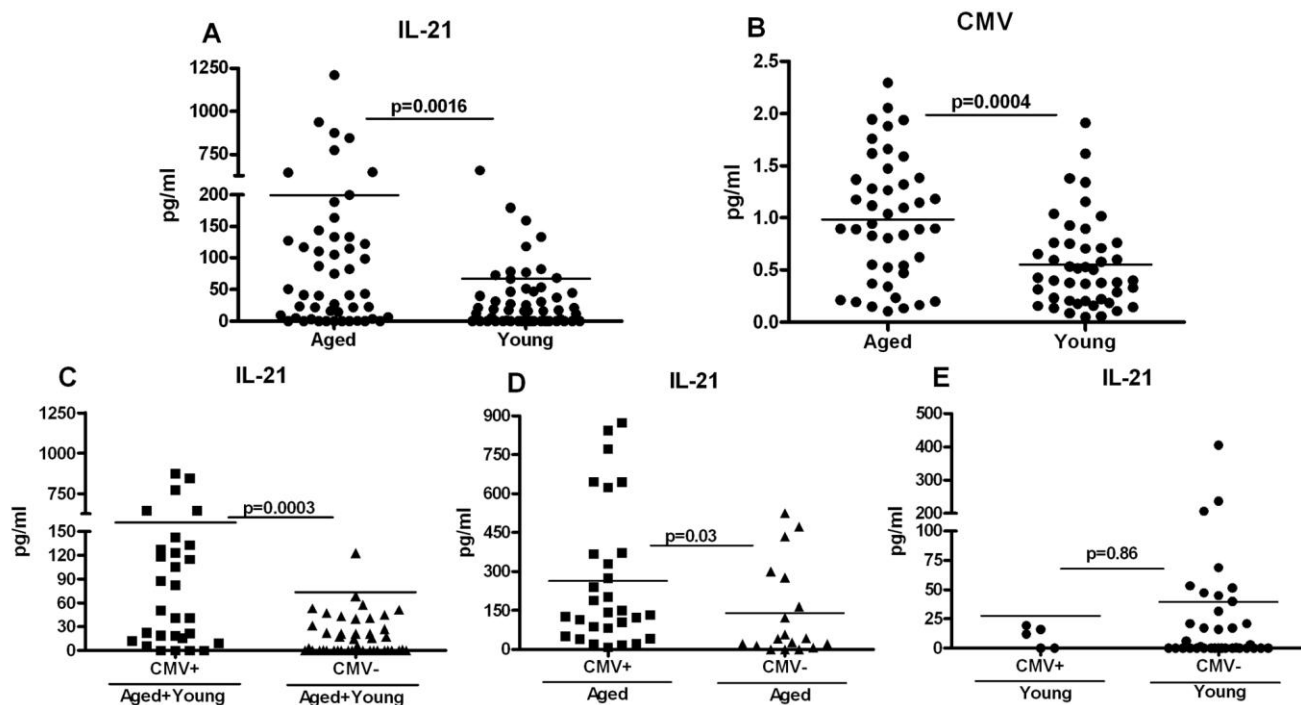 A
IL-21
1250
1000
750
200
150
100
50
0
pg/ml
p=0.0016
Aged
Young
B
CMV
2.5
2.0
1.5
1.0
0.5
0.0
pg/ml
p=0.0004
Aged
Young
C
IL-21
1250
1000
750
150
120
90
60
30
0
pg/ml
p=0.0003
CMV+
CMV-
Aged+Young
Aged+Young
D
IL-21
900
750
600
450
300
150
0
pg/ml
p=0.03
CMV+
CMV-
Aged
Aged
E
IL-21
500
400
300
200
100
75
50
25
0
pg/ml
p=0.86
CMV+
CMV-
Young
Young